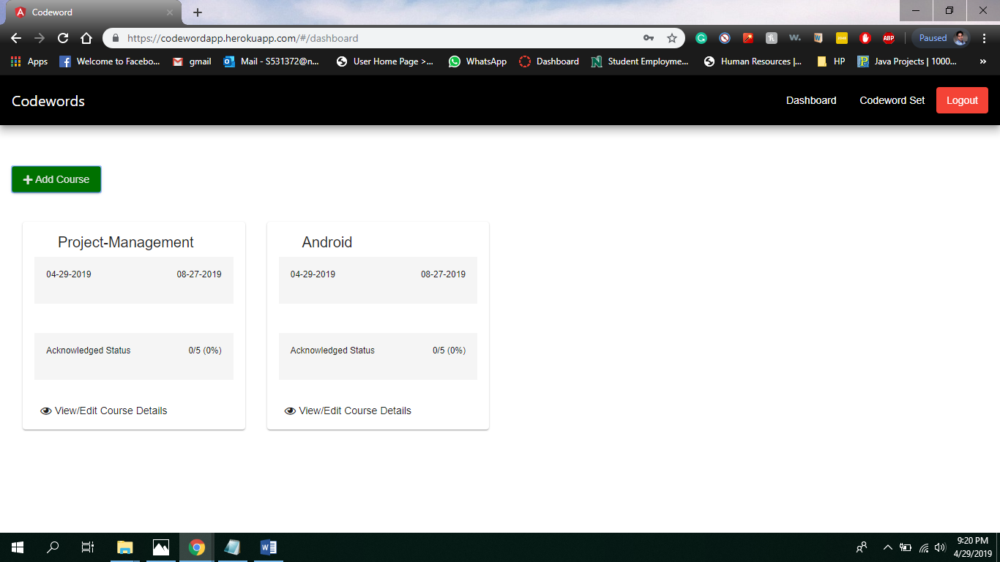 Codeword
https://codewordapp.herokuapp.com/#/dashboard
ABP
Paused
Apps
Welcome to Facebo...
gmail
Mail - S531372@n...
User Home Page >...
WhatsApp
Dashboard
Student Employme...
Human Resources |...
HP
Java Projects | 1000...
»
Codewords
Dashboard
Codeword Set
Logout
Add Course
Project-Management
04-29-2019 08-27-2019
Acknowledged Status 0/5 (0%)
View/Edit Course Details
Android
04-29-2019 08-27-2019
Acknowledged Status 0/5 (0%)
View/Edit Course Details
9:20 PM
4/29/2019